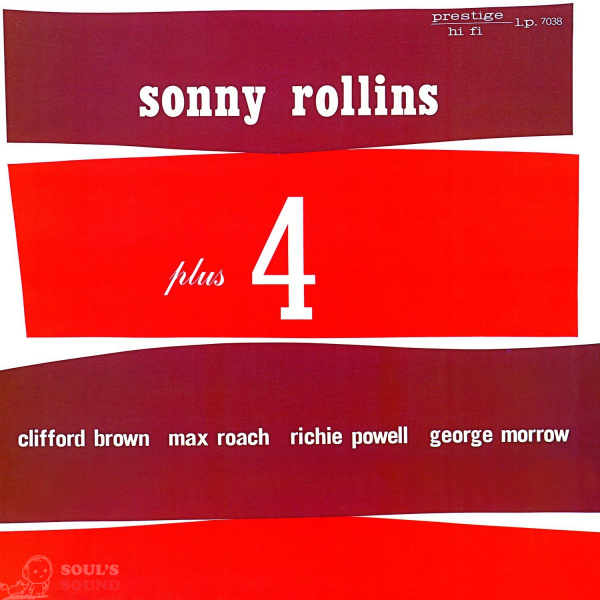 prestige
hi fi
l.p. 7038
sonny rollins
plus 4
clifford brown max roach richie powell george morrow
SOUL'S
SOUND